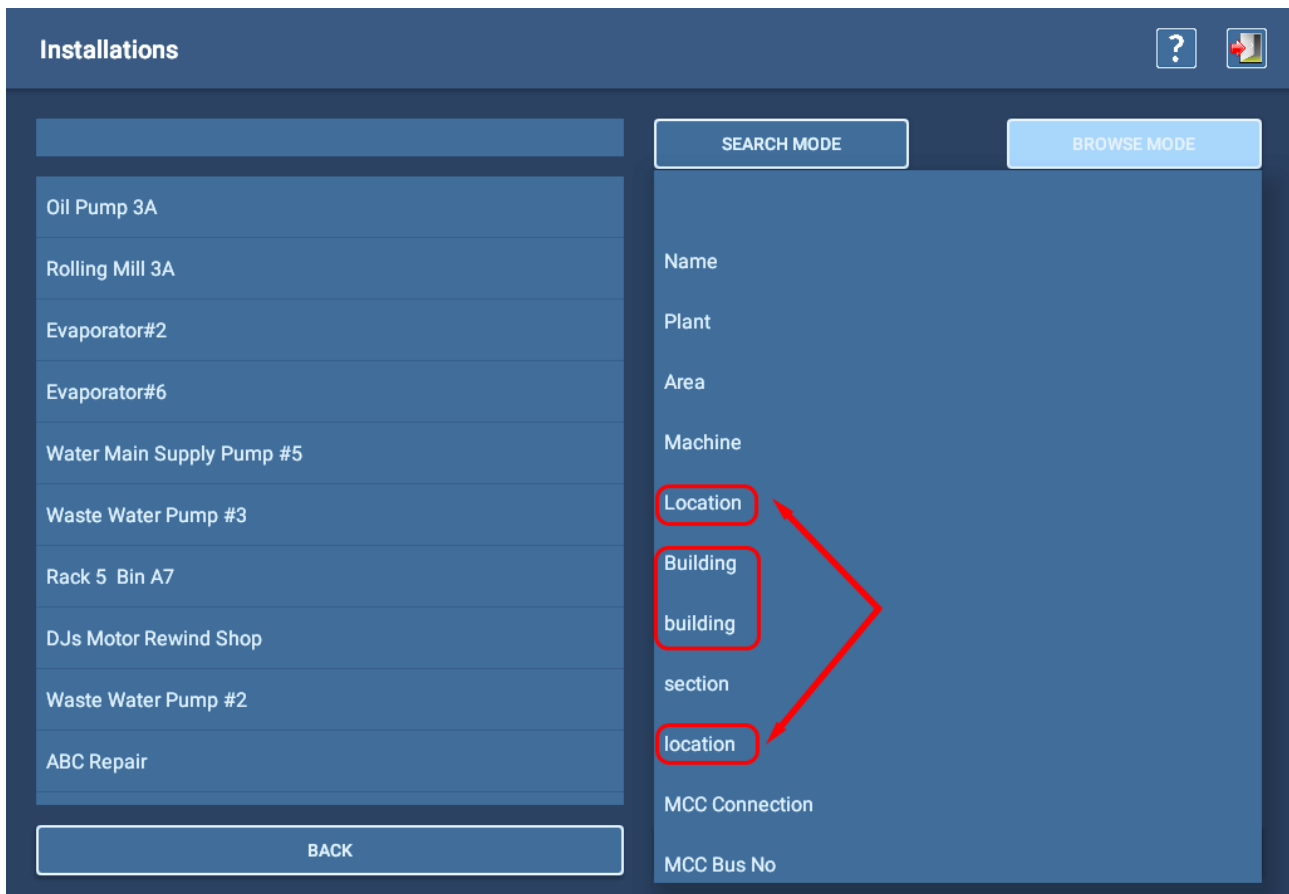 Installations
?
SEARCH MODE
BROWSE MODE
Oil Pump 3A
Rolling Mill 3A
Evaporator#2
Evaporator#6
Water Main Supply Pump #5
Waste Water Pump #3
Rack 5 Bin A7
DJs Motor Rewind Shop
Waste Water Pump #2
ABC Repair
BACK
Name
Plant
Area
Machine
Location
Building
building
section
location
MCC Connection
MCC Bus No